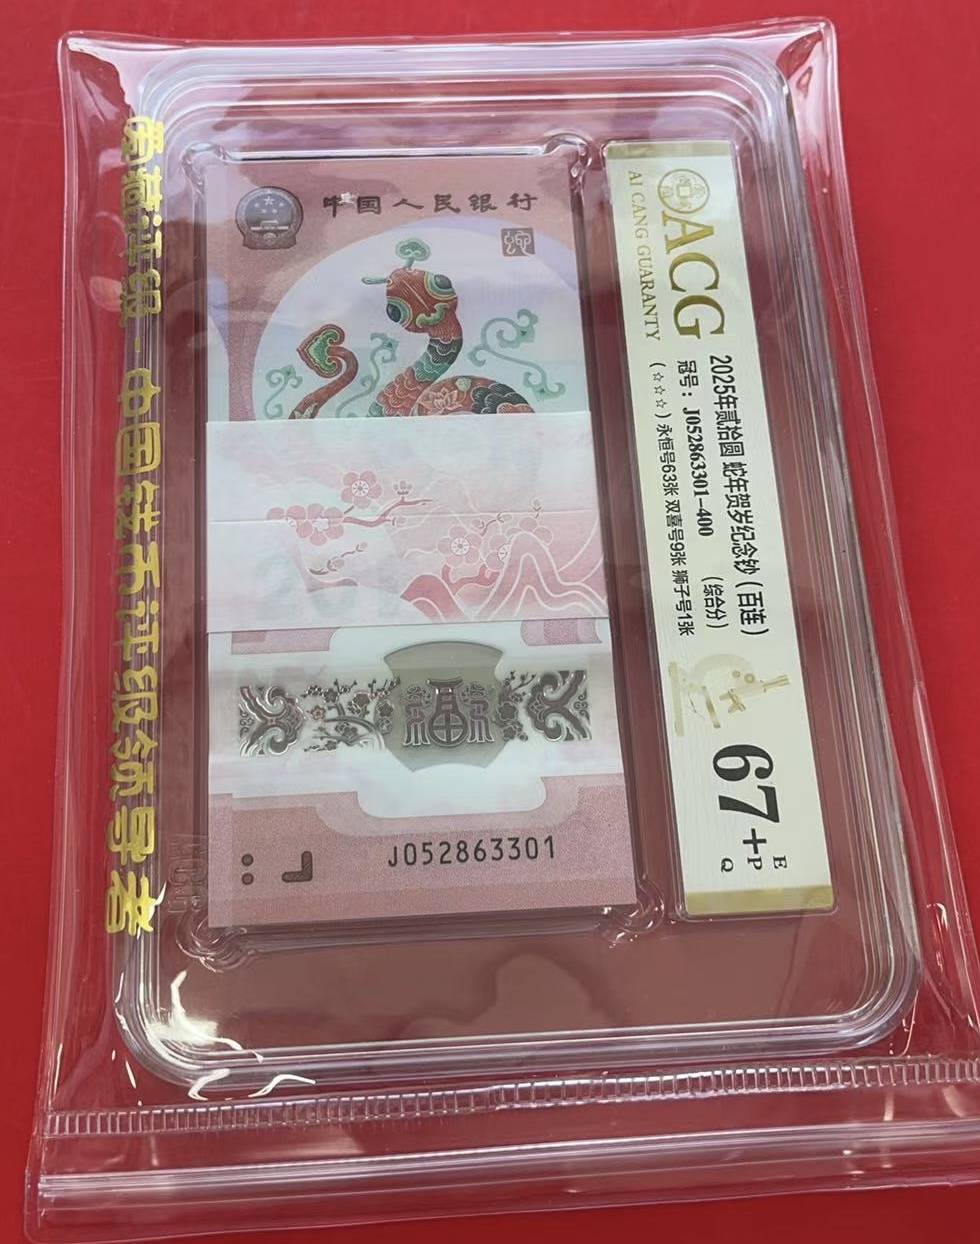 爱藏评级-中国钱币评级领导者
中国人民银行
蛇
福
J052863301
ACG
AI CANG GUARANTY
2025年贰拾圆 蛇年贺岁纪念钞(百连)
冠号:J052863301-400 (综合分)
(☆☆☆)永恒号63张 双喜号9张 狮子号1张
67+
E
P
Q